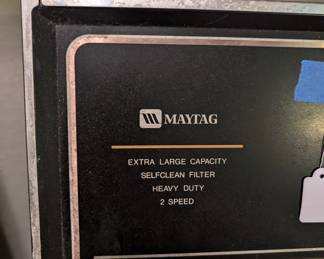 MAYTAG
EXTRA LARGE CAPACITY
SELFCLEAN FILTER
HEAVY DUTY
2 SPEED